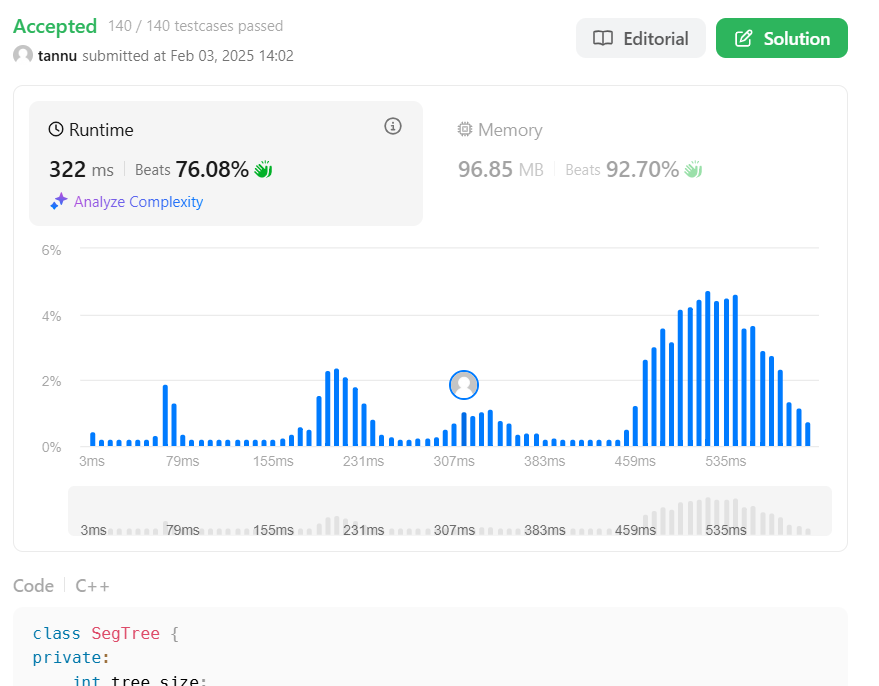 Accepted 140 / 140 testcases passed
tannu submitted at Feb 03, 2025 14:02
Editorial
Solution
Runtime
322 ms Beats 76.08%
Analyze Complexity
Memory
96.85 MB Beats 92.70%
6%
4%
2%
0%
3ms 79ms 155ms 231ms 307ms 383ms 459ms 535ms
3ms 79ms 155ms 231ms 307ms 383ms 459ms 535ms
Code C++
class SegTree {
private:
int tree_size;